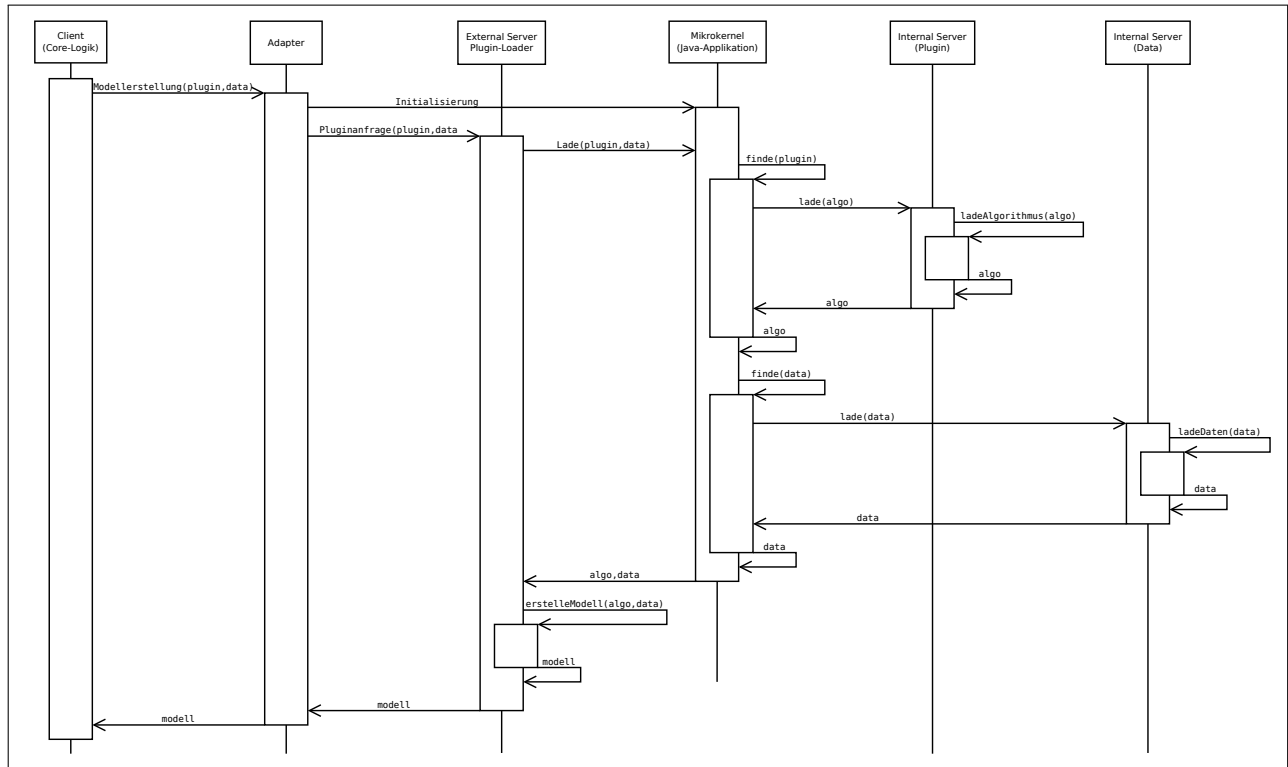 Client
(Core-Logik)
Adapter
External Server
Plugin-Loader
Mikrokernel
(Java-Applikation)
Internal Server
(Plugin)
Internal Server
(Data)
Modellerstellung(plugin,data)
Initialisierung
Pluginanfrage(plugin,data
Lade(plugin,data)
finde(plugin)
lade(algo)
ladeAlgorithmus(algo)
algo
algo
algo
finde(data)
lade(data)
ladeDaten(data)
data
data
data
algo,data
erstelleModell(algo,data)
modell
modell
modell